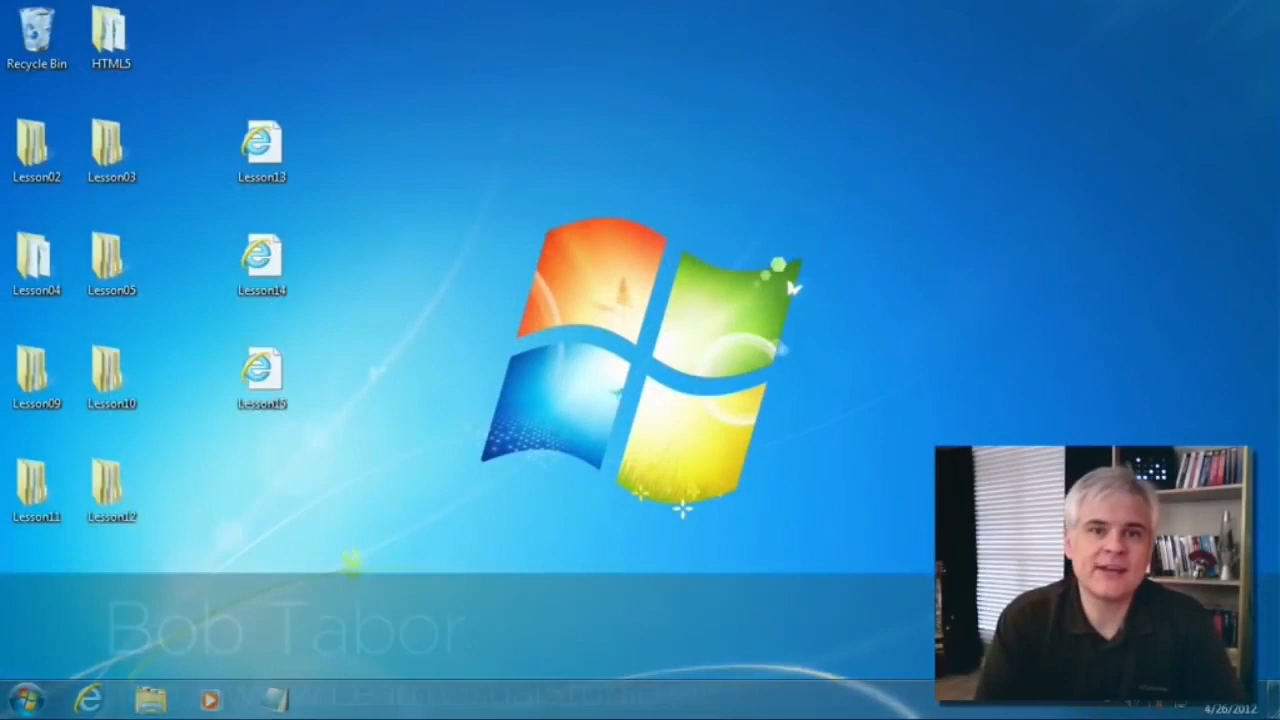 Recycle Bin HTML5
Lesson02 Lesson03 Lesson13
Lesson04 Lesson05 Lesson14
Lesson09 Lesson10 Lesson15
Lesson11 Lesson12
Bob Tabor
4/26/2012